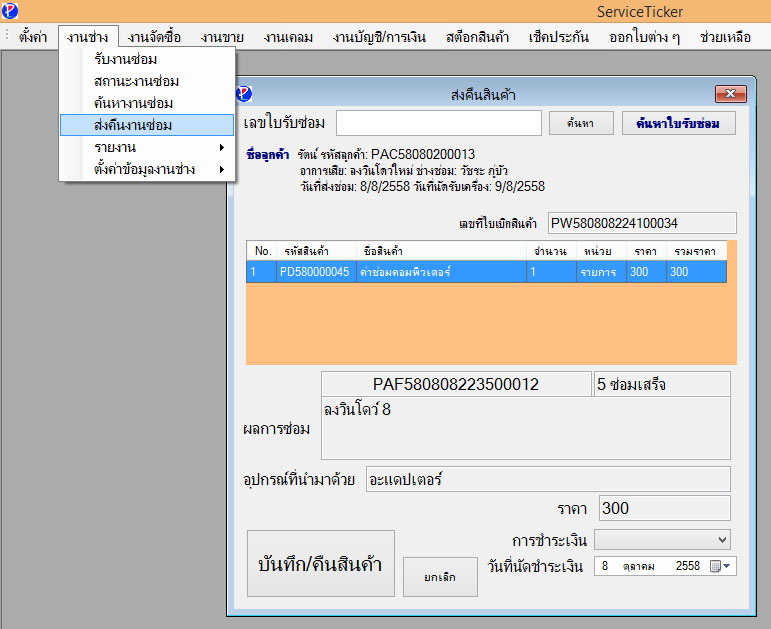 ServiceTicker
ตั้งค่า งานช่าง งานจัดซื้อ งานขาย งานเคลม งานบัญชี/การเงิน สต็อกสินค้า เช็คประกัน ออกใบต่าง ๆ ช่วยเหลือ
รับงานซ่อม
สถานะงานซ่อม
ค้นหางานซ่อม
ส่งคืนงานซ่อม
รายงาน
ตั้งค่าข้อมูลงานช่าง
ส่งคืนสินค้า
เลขใบรับซ่อม ค้นหา ค้นหาใบรับซ่อม
ชื่อลูกค้า รัตน์ รหัสลูกค้า: PAC58080200013
อาการเสีย: ลงวินโดวใหม่ ช่างซ่อม: วัชระ ภูบัว
วันที่ส่งซ่อม: 8/8/2558 วันที่นัดรับเครื่อง: 9/8/2558
เลขที่ใบเบิกสินค้า PW580808224100034
No. รหัสสินค้า ชื่อสินค้า จำนวน หน่วย ราคา รวมราคา
1 PD580000045 ค่าซ่อมคอมพิวเตอร์ 1 รายการ 300 300
PAF580808223500012 5 ซ่อมเสร็จ
ผลการซ่อม ลงวินโดว์ 8
อุปกรณ์ที่นำมาด้วย อะแดปเตอร์
ราคา 300
การชำระเงิน
บันทึก/คืนสินค้า ยกเลิก วันที่นัดชำระเงิน 8 ตุลาคม 2558